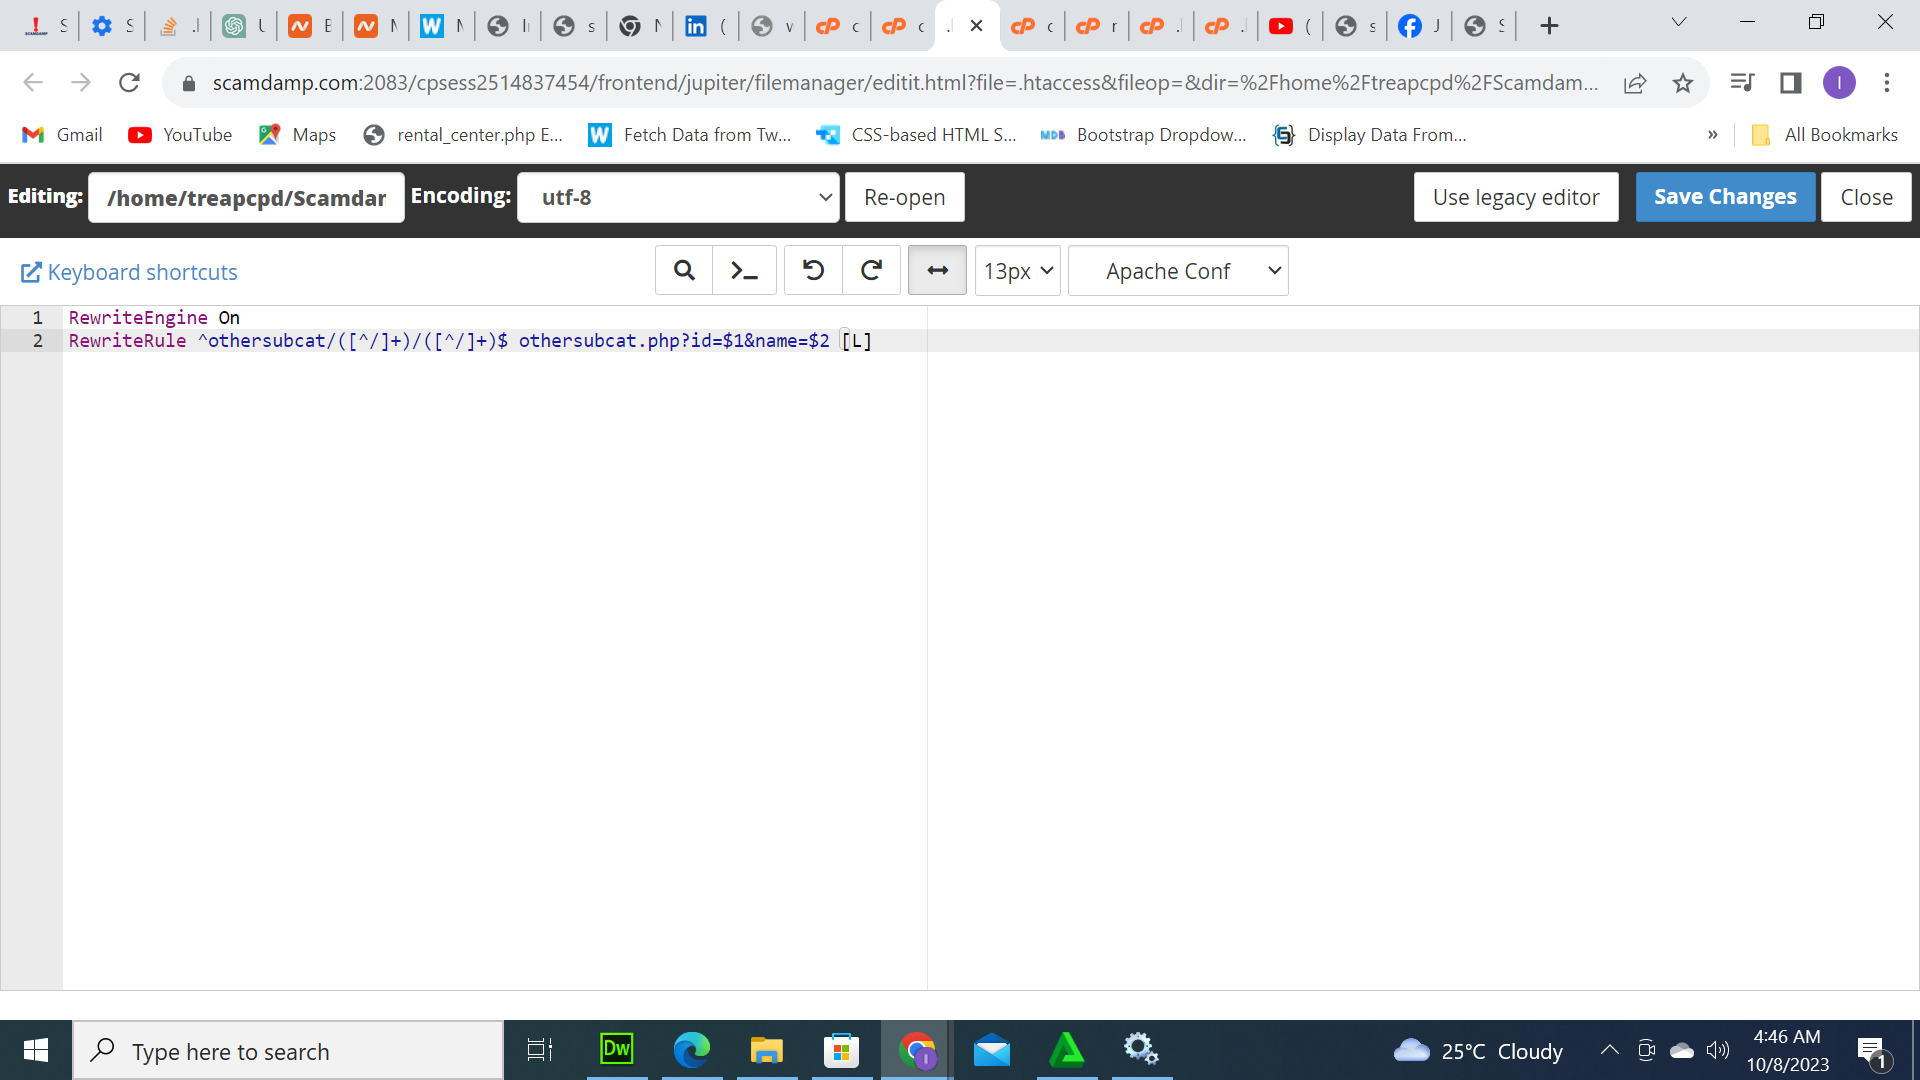 scamdamp.com:2083/cpsess2514837454/frontend/jupiter/filemanager/editit.html?file=.htaccess&fileop=&dir=%2Fhome%2Ftreapcpd%2FScamdam...
Gmail YouTube Maps rental_center.php E... Fetch Data from Tw... CSS-based HTML S... MDB Bootstrap Dropdow... Display Data From... » All Bookmarks
Editing: /home/treapcpd/Scamdar Encoding: utf-8 Re-open Use legacy editor Save Changes Close
Keyboard shortcuts 13px Apache Conf
1 RewriteEngine On
2 RewriteRule ^othersubcat/([^/]+)/([^/]+)$ othersubcat.php?id=$1&name=$2 [L]
Type here to search Dw 25°C Cloudy 4:46 AM
10/8/2023 1